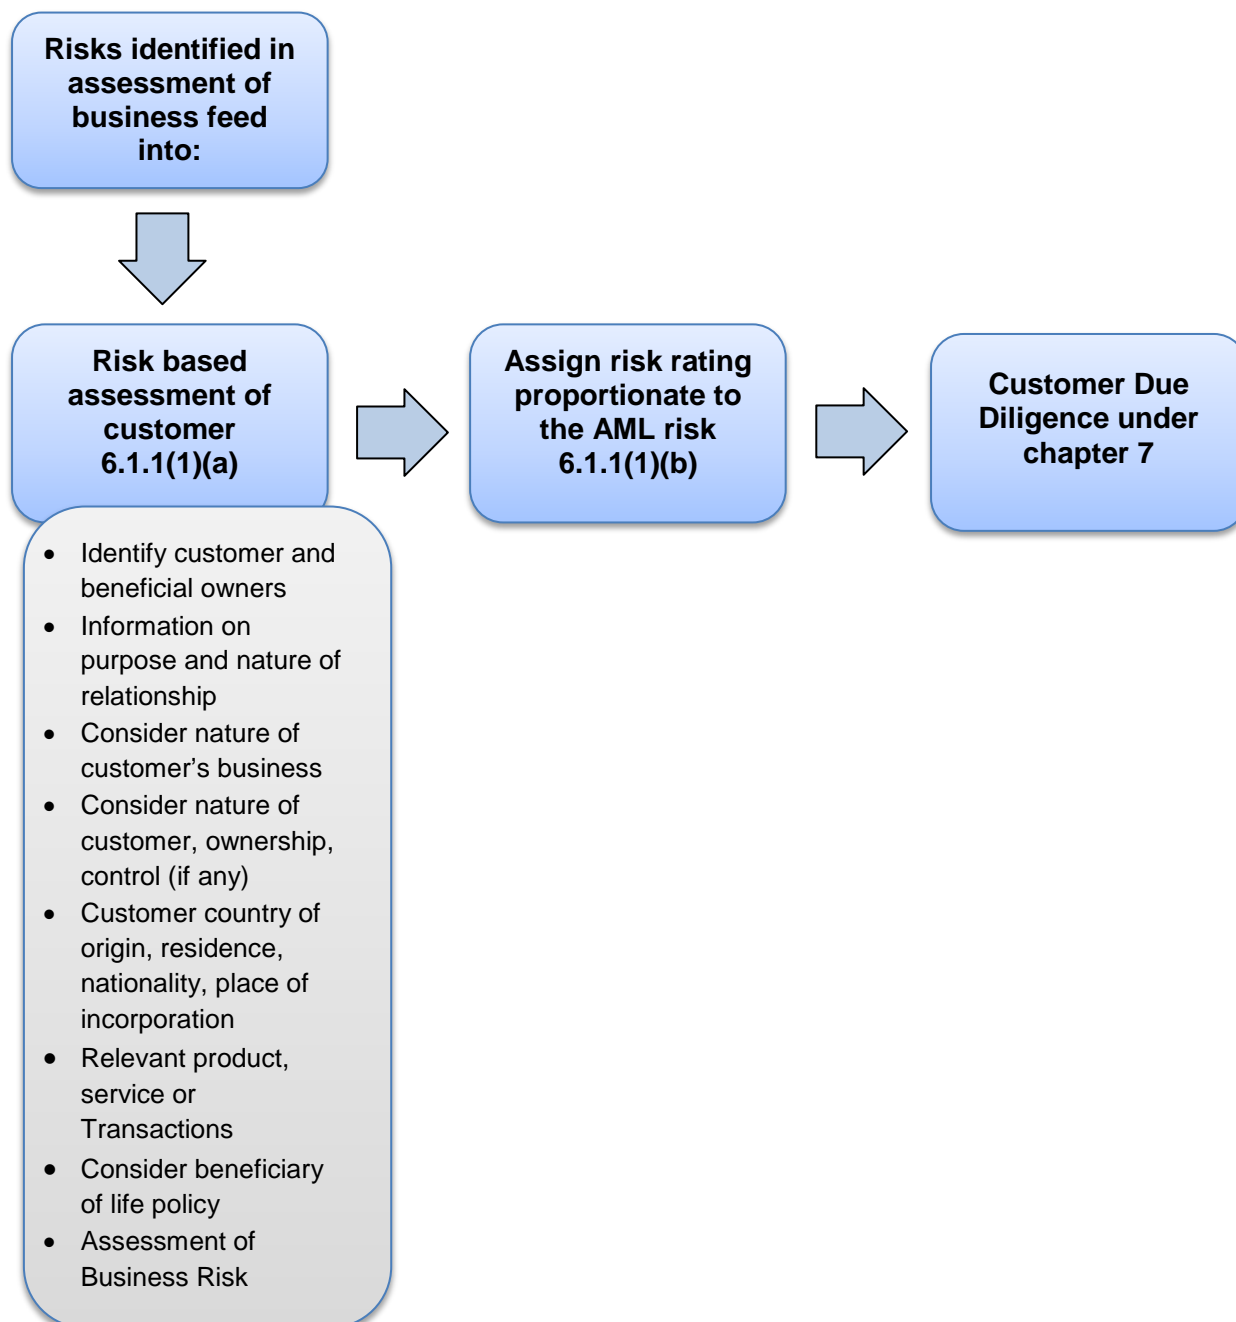 Risks identified in
assessment of
business feed
into:
Risk based
assessment of
customer
6.1.1(1)(a)
Assign risk rating
proportionate to
the AML risk
6.1.1(1)(b)
Customer Due
Diligence under
chapter 7
• Identify customer and
beneficial owners
• Information on
purpose and nature of
relationship
• Consider nature of
customer’s business
• Consider nature of
customer, ownership,
control (if any)
• Customer country of
origin, residence,
nationality, place of
incorporation
• Relevant product,
service or
Transactions
• Consider beneficiary
of life policy
• Assessment of
Business Risk